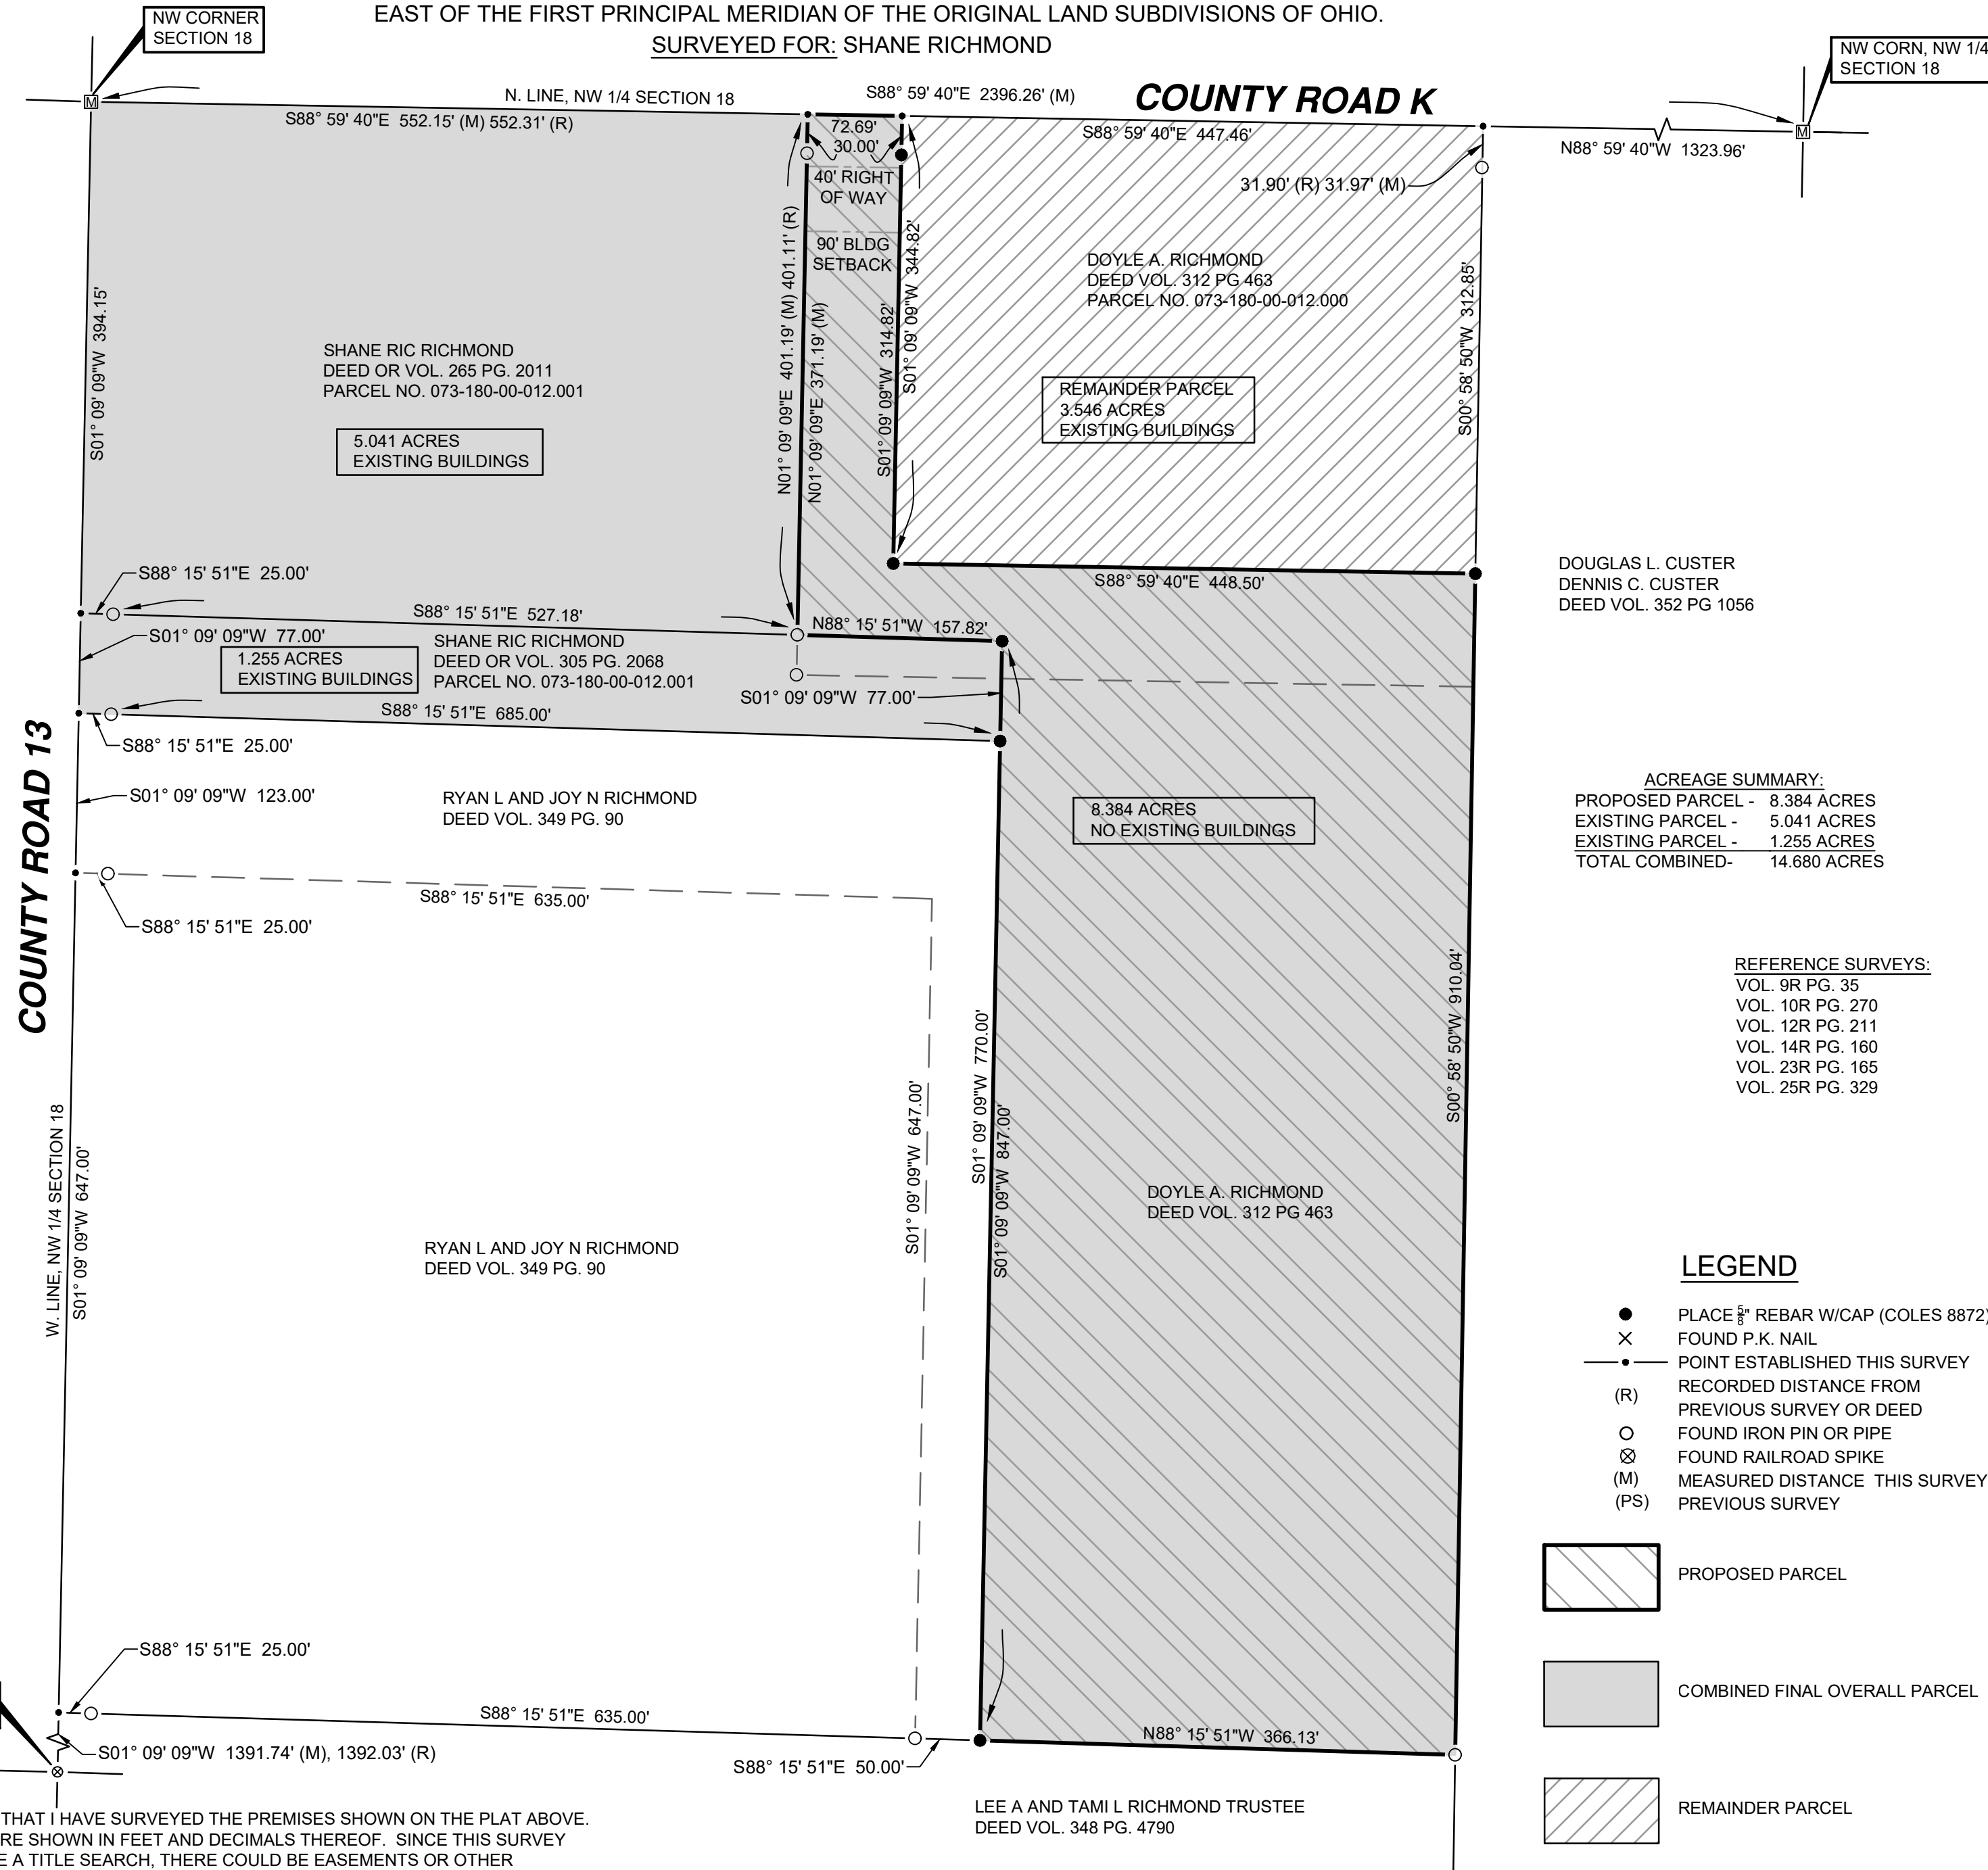 EAST OF THE FIRST PRINCIPAL MERIDIAN OF THE ORIGINAL LAND SUBDIVISIONS OF OHIO.
SURVEYED FOR: SHANE RICHMOND
NW CORNER
SECTION 18
NW CORN, NW 1/4
SECTION 18
N. LINE, NW 1/4 SECTION 18
S88° 59' 40"E 2396.26' (M)
COUNTY ROAD K
S88° 59' 40"E 552.15' (M) 552.31' (R)
72.69'
30.00'
S88° 59' 40"E 447.46'
N88° 59' 40"W 1323.96'
40' RIGHT
OF WAY
31.90' (R) 31.97' (M)
90' BLDG
SETBACK
N01° 09' 09"E 401.19' (M) 401.11' (R)
N01° 09' 09"E 371.19' (M)
S01° 09' 09"W 314.82'
S01° 09' 09"W 344.82'
S00° 58' 50"W 312.85'
S01° 09' 09"W 394.15'
DOYLE A. RICHMOND
DEED VOL. 312 PG 463
PARCEL NO. 073-180-00-012.000
SHANE RIC RICHMOND
DEED OR VOL. 265 PG. 2011
PARCEL NO. 073-180-00-012.001
REMAINDER PARCEL
3.546 ACRES
EXISTING BUILDINGS
5.041 ACRES
EXISTING BUILDINGS
S88° 15' 51"E 25.00'
S88° 59' 40"E 448.50'
DOUGLAS L. CUSTER
DENNIS C. CUSTER
DEED VOL. 352 PG 1056
S88° 15' 51"E 527.18'
N88° 15' 51"W 157.82'
S01° 09' 09"W 77.00'
1.255 ACRES
EXISTING BUILDINGS
SHANE RIC RICHMOND
DEED OR VOL. 305 PG. 2068
PARCEL NO. 073-180-00-012.001
S01° 09' 09"W 77.00'
S88° 15' 51"E 685.00'
S88° 15' 51"E 25.00'
COUNTY ROAD 13
S01° 09' 09"W 123.00'
RYAN L AND JOY N RICHMOND
DEED VOL. 349 PG. 90
8.384 ACRES
NO EXISTING BUILDINGS
ACREAGE SUMMARY:
PROPOSED PARCEL - 8.384 ACRES
EXISTING PARCEL - 5.041 ACRES
EXISTING PARCEL - 1.255 ACRES
TOTAL COMBINED- 14.680 ACRES
S88° 15' 51"E 635.00'
S88° 15' 51"E 25.00'
REFERENCE SURVEYS:
VOL. 9R PG. 35
VOL. 10R PG. 270
VOL. 12R PG. 211
VOL. 14R PG. 160
VOL. 23R PG. 165
VOL. 25R PG. 329
W. LINE, NW 1/4 SECTION 18
S01° 09' 09"W 647.00'
S01° 09' 09"W 647.00'
S01° 09' 09"W 770.00'
S01° 09' 09"W 847.00'
S00° 58' 50"W 910.04'
DOYLE A. RICHMOND
DEED VOL. 312 PG 463
RYAN L AND JOY N RICHMOND
DEED VOL. 349 PG. 90
LEGEND
PLACE 5/8" REBAR W/CAP (COLES 8872)
FOUND P.K. NAIL
POINT ESTABLISHED THIS SURVEY
(R) RECORDED DISTANCE FROM
PREVIOUS SURVEY OR DEED
FOUND IRON PIN OR PIPE
FOUND RAILROAD SPIKE
(M) MEASURED DISTANCE THIS SURVEY
(PS) PREVIOUS SURVEY
PROPOSED PARCEL
COMBINED FINAL OVERALL PARCEL
REMAINDER PARCEL
S88° 15' 51"E 25.00'
S88° 15' 51"E 635.00'
N88° 15' 51"W 366.13'
S01° 09' 09"W 1391.74' (M), 1392.03' (R)
S88° 15' 51"E 50.00'
LEE A AND TAMI L RICHMOND TRUSTEE
DEED VOL. 348 PG. 4790
THAT I HAVE SURVEYED THE PREMISES SHOWN ON THE PLAT ABOVE.
RE SHOWN IN FEET AND DECIMALS THEREOF. SINCE THIS SURVEY
E A TITLE SEARCH, THERE COULD BE EASEMENTS OR OTHER
M
M